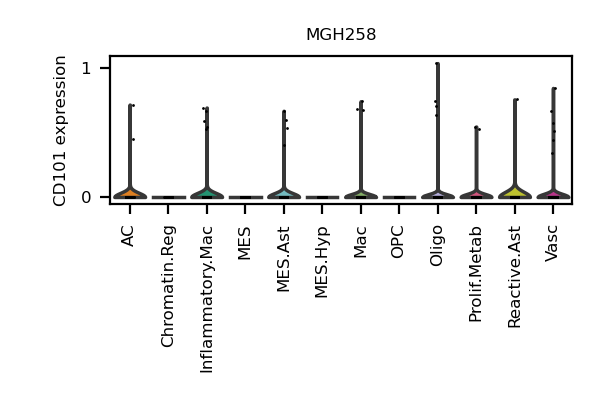 MGH258
CD101 expression
1
0
AC
Chromatin.Reg
Inflammatory.Mac
MES
MES.Ast
MES.Hyp
Mac
OPC
Oligo
Prolif.Metab
Reactive.Ast
Vasc